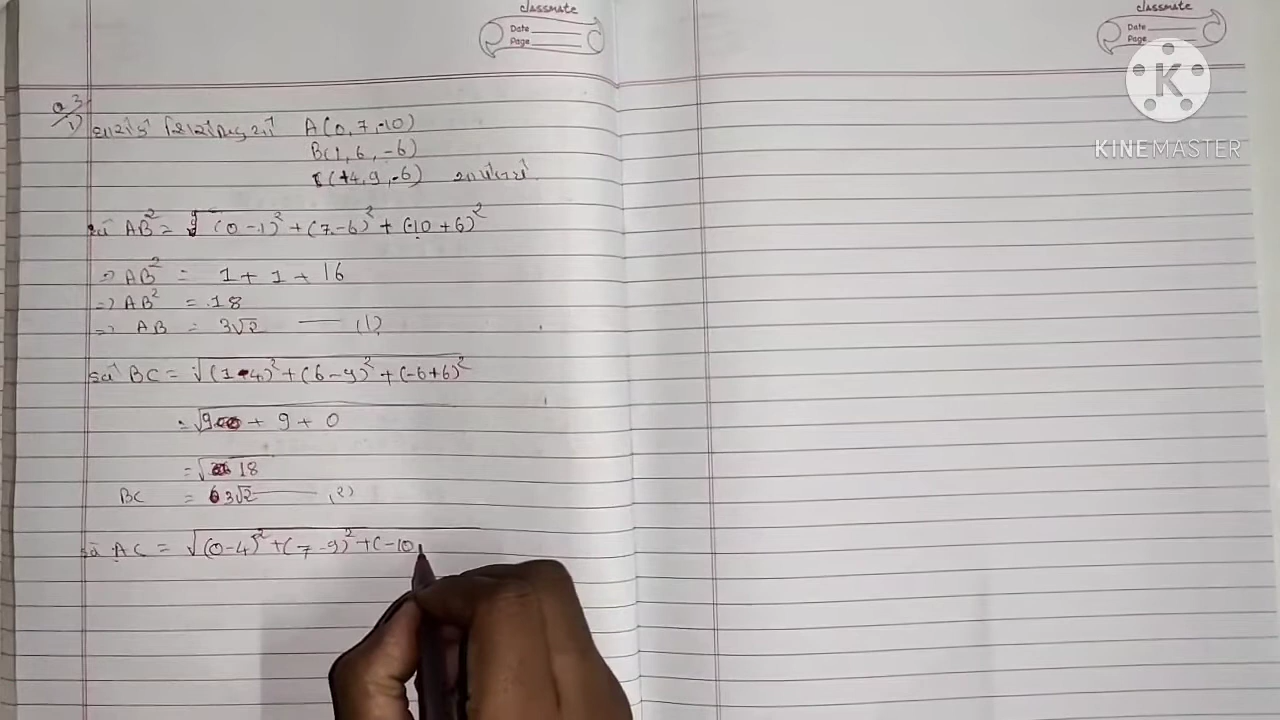 classmate
Date
Page
classmate
Date
Page
K
KINEMASTER
Q 3
1)
A(0, 7, -10)
B(1, 6, -6)
C(4, 9, -6)
AB² = √(0-1)² + (7-6)² + (-10+6)²
⇒ AB² = 1 + 1 + 16
⇒ AB² = 18
⇒ AB = 3√2 — (1)
BC = √(1-4)² + (6-9)² + (-6+6)²
= √9 + 9 + 0
= √18
BC = 3√2 — (2)
AC = √(0-4)² + (7-9)² + (-10